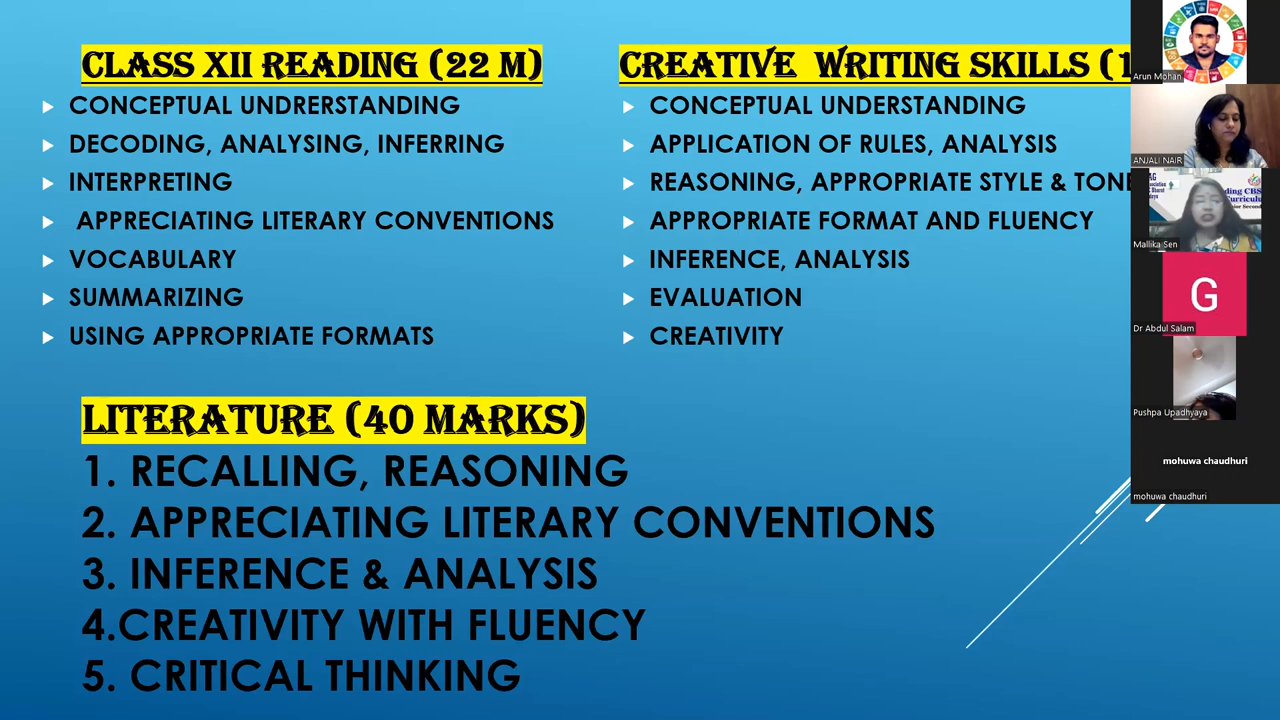 CLASS XII READING (22 M)
CONCEPTUAL UNDRERSTANDING
DECODING, ANALYSING, INFERRING
INTERPRETING
APPRECIATING LITERARY CONVENTIONS
VOCABULARY
SUMMARIZING
USING APPROPRIATE FORMATS
CREATIVE WRITING SKILLS (1
CONCEPTUAL UNDERSTANDING
APPLICATION OF RULES, ANALYSIS
REASONING, APPROPRIATE STYLE & TONE
APPROPRIATE FORMAT AND FLUENCY
INFERENCE, ANALYSIS
EVALUATION
CREATIVITY
LITERATURE (40 MARKS)
1. RECALLING, REASONING
2. APPRECIATING LITERARY CONVENTIONS
3. INFERENCE & ANALYSIS
4.CREATIVITY WITH FLUENCY
5. CRITICAL THINKING
Arun Mohan
ANJALI NAIR
Mallika Sen
G
Dr Abdul Salam
Pushpa Upadhyaya
mohuwa chaudhuri
mohuwa chaudhuri